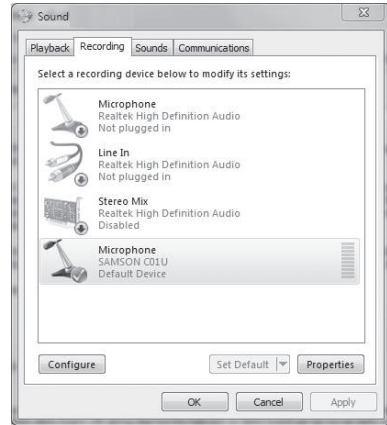 Sound
Playback Recording Sounds Communications
Select a recording device below to modify its settings:
Microphone
Realtek High Definition Audio
Not plugged in
Line In
Realtek High Definition Audio
Not plugged in
Stereo Mix
Realtek High Definition Audio
Disabled
Microphone
SAMSON C01U
Default Device
Configure Set Default Properties
OK Cancel Apply